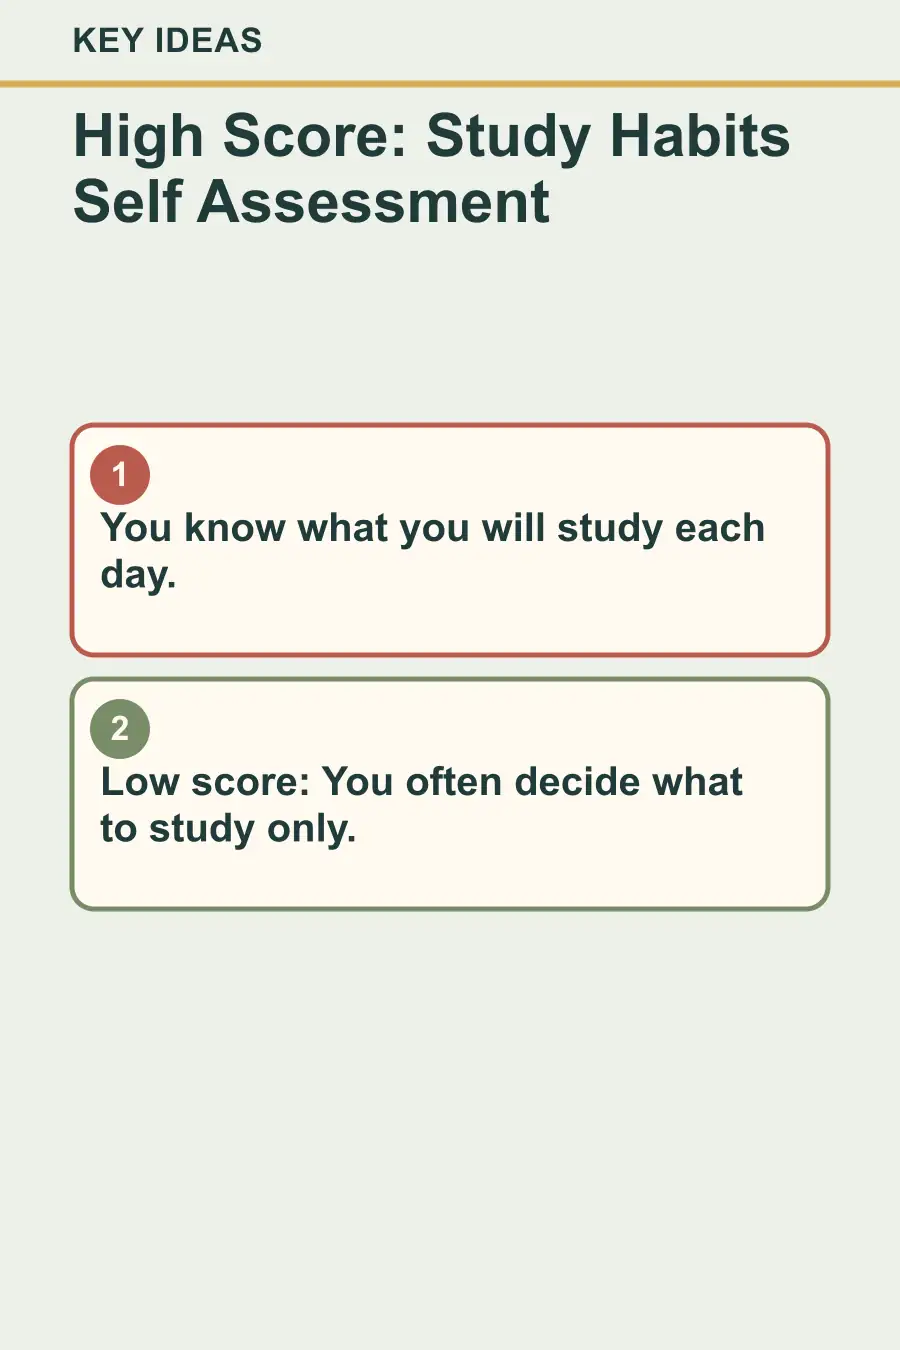 KEY IDEAS
High Score: Study Habits
Self Assessment
1
You know what you will study each
day.
2
Low score: You often decide what
to study only.